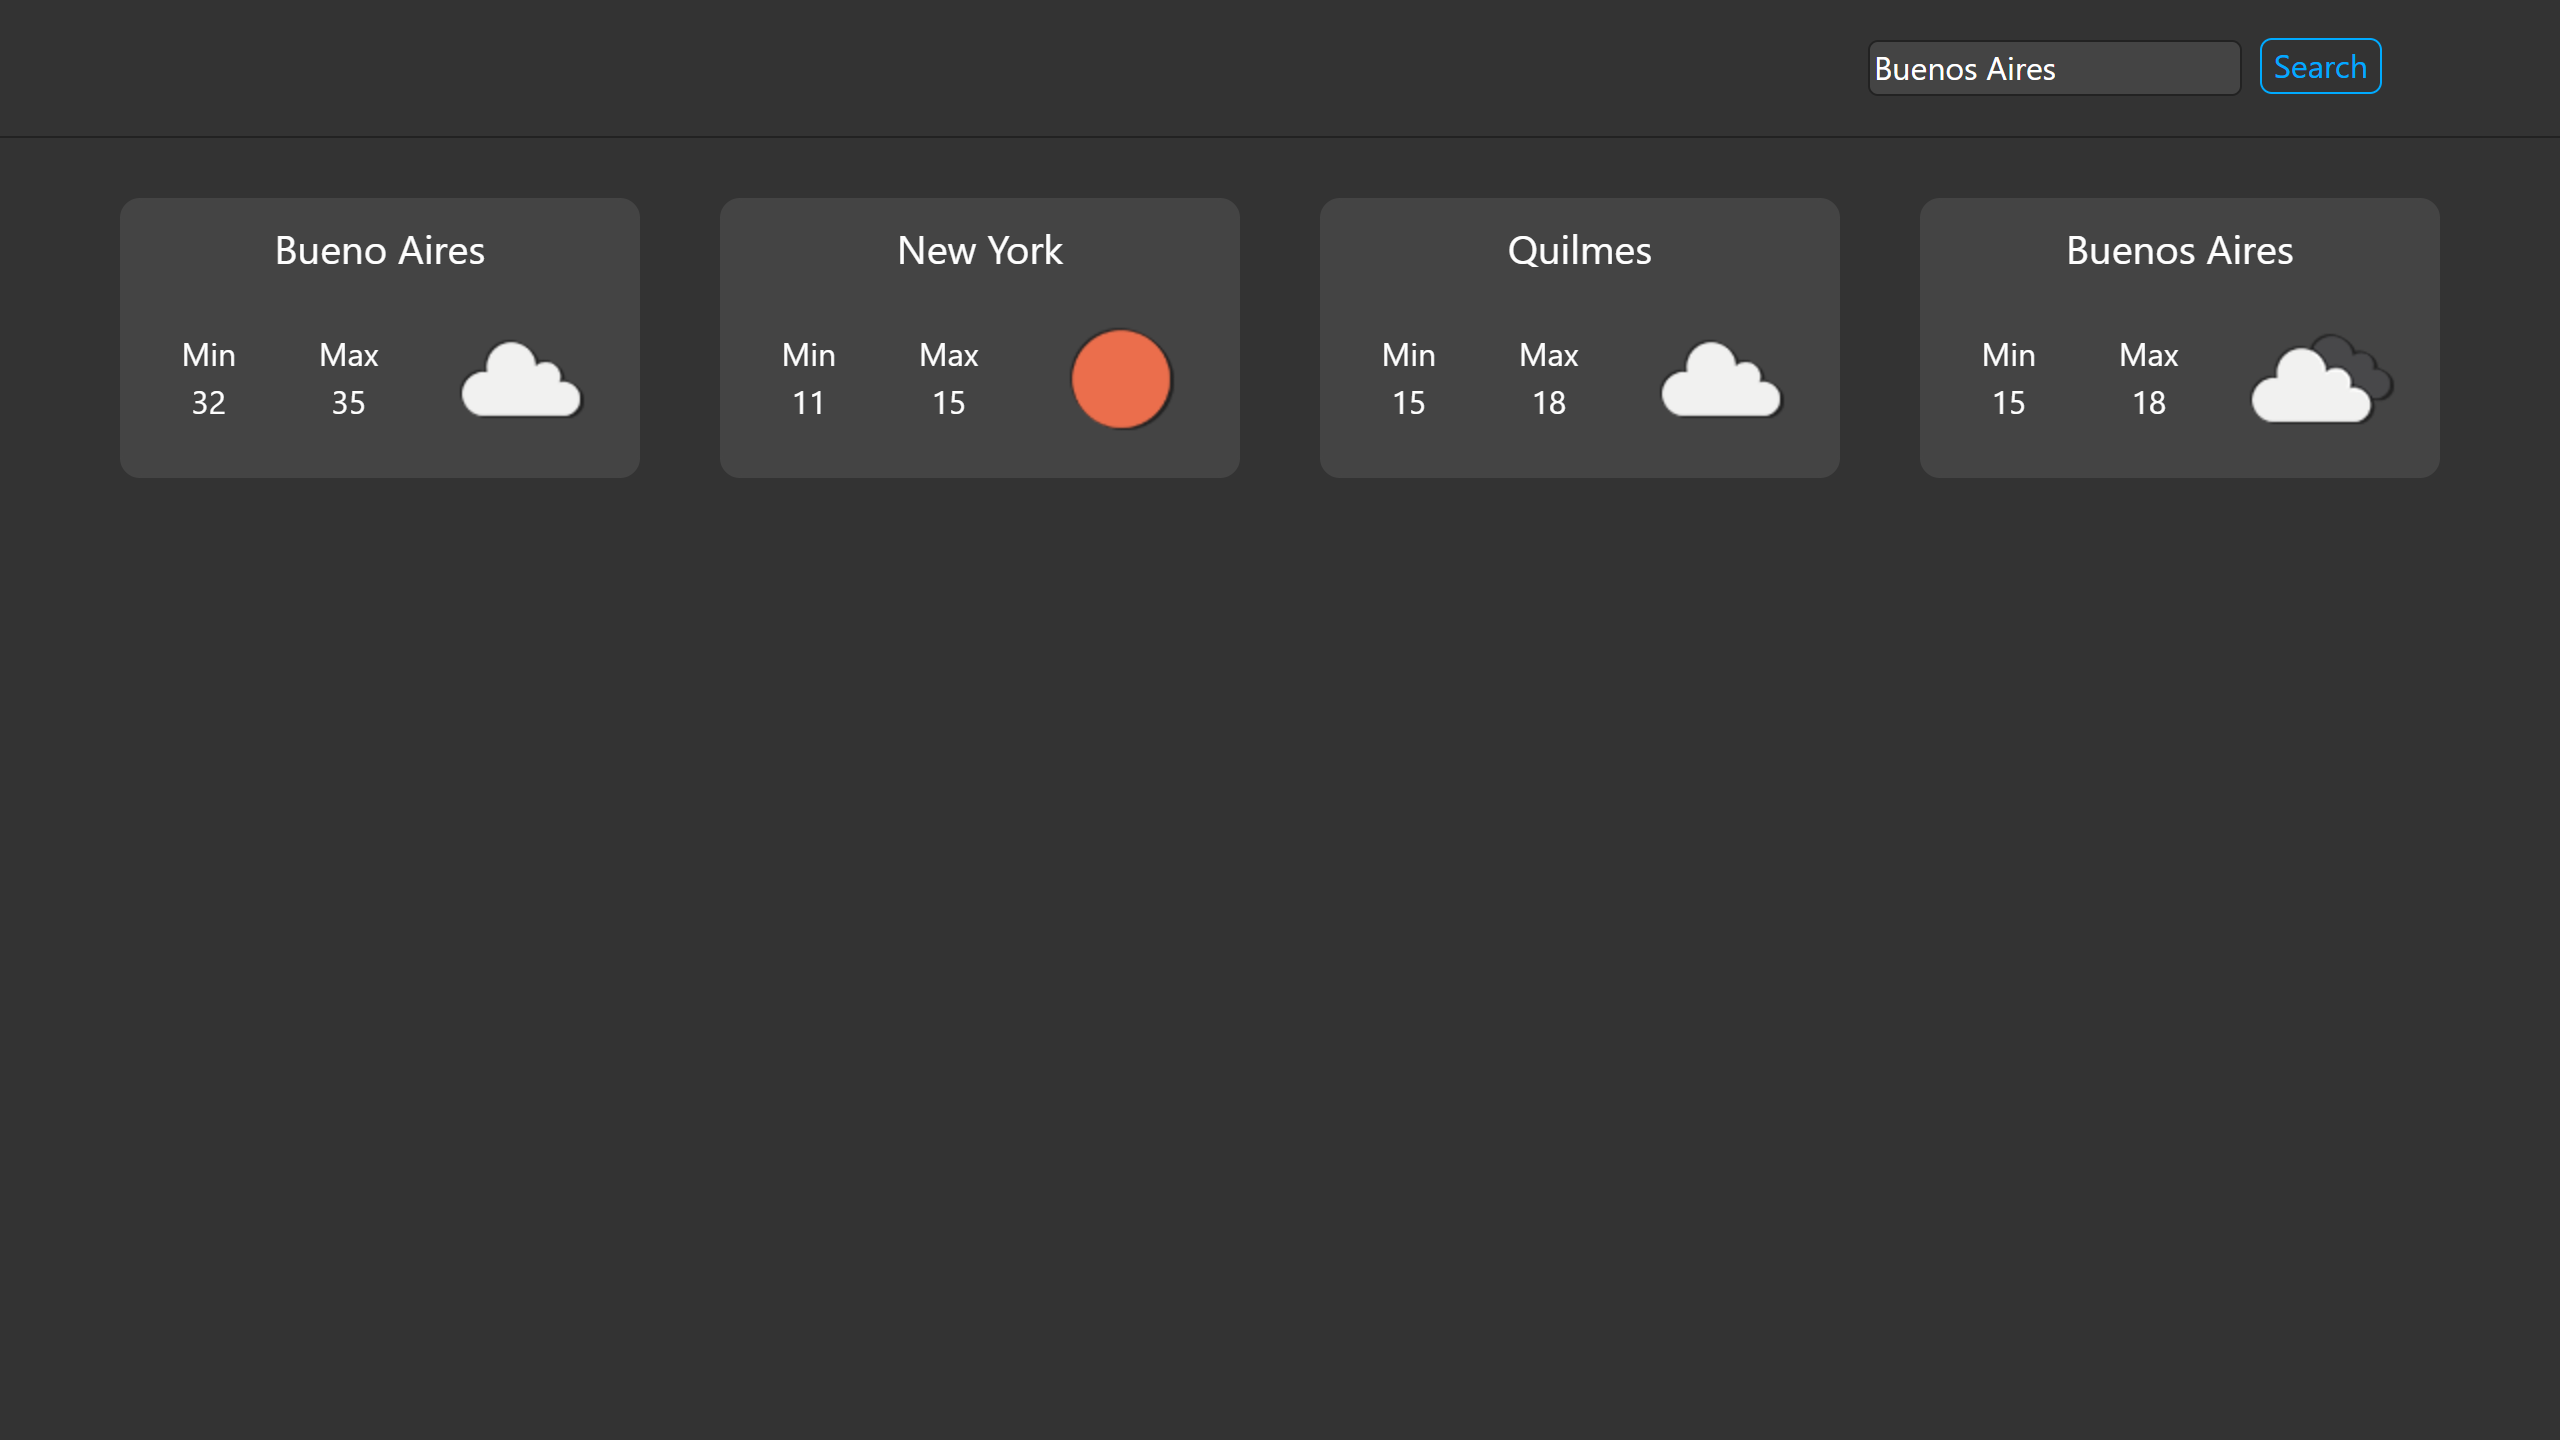 Buenos Aires Search
Bueno Aires
Min Max
32 35
New York
Min Max
11 15
Quilmes
Min Max
15 18
Buenos Aires
Min Max
15 18